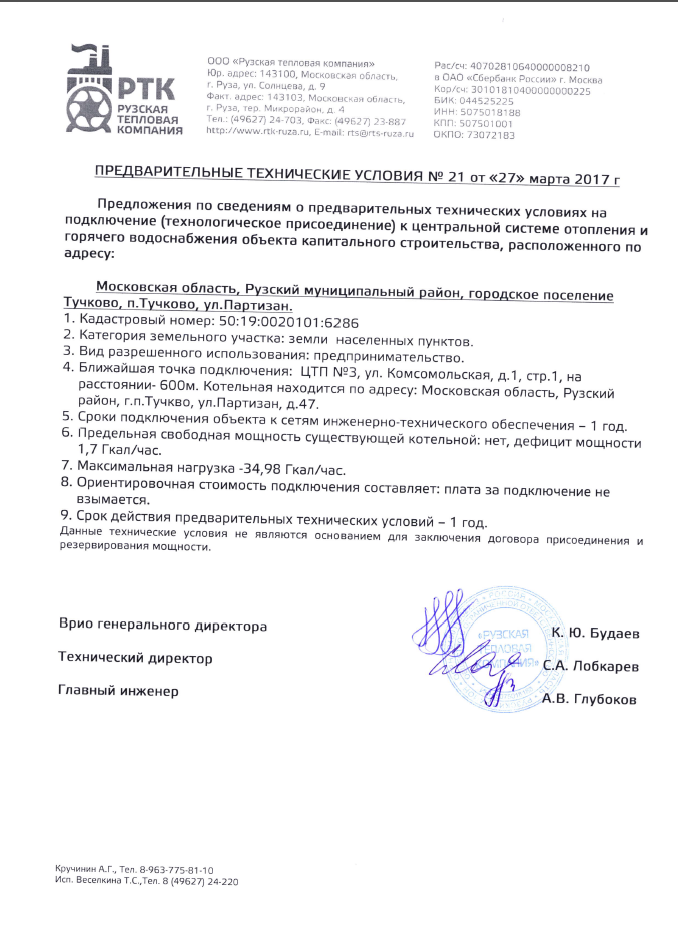 РТК
РУЗСКАЯ
ТЕПЛОВАЯ
КОМПАНИЯ
ООО «Рузская тепловая компания»
Юр. адрес: 143100, Московская область,
г. Руза, ул. Солнцева, д. 9
Факт. адрес: 143103, Московская область,
г. Руза, тер. Микрорайон, д. 4
Тел.: (49627) 24-703, Факс: (49627) 23-887
http://www.rtk-ruza.ru, E-mail: rts@rts-ruza.ru
Рас/сч: 40702810640000008210
в ОАО «Сбербанк России» г. Москва
Кор/сч: 30101810400000000225
БИК: 044525225
ИНН: 5075018188
КПП: 507501001
ОКПО: 73072183
ПРЕДВАРИТЕЛЬНЫЕ ТЕХНИЧЕСКИЕ УСЛОВИЯ № 21 от «27» марта 2017 г
Предложения по сведениям о предварительных технических условиях на
подключение (технологическое присоединение) к центральной системе отопления и
горячего водоснабжения объекта капитального строительства, расположенного по
адресу:
Московская область, Рузский муниципальный район, городское поселение
Тучково, п.Тучково, ул.Партизан.
1. Кадастровый номер: 50:19:0020101:6286
2. Категория земельного участка: земли населенных пунктов.
3. Вид разрешенного использования: предпринимательство.
4. Ближайшая точка подключения: ЦТП №3, ул. Комсомольская, д.1, стр.1, на
расстоянии- 600м. Котельная находится по адресу: Московская область, Рузский
район, г.п.Тучкво, ул.Партизан, д.47.
5. Сроки подключения объекта к сетям инженерно-технического обеспечения – 1 год.
6. Предельная свободная мощность существующей котельной: нет, дефицит мощности
1,7 Гкал/час.
7. Максимальная нагрузка -34,98 Гкал/час.
8. Ориентировочная стоимость подключения составляет: плата за подключение не
взымается.
9. Срок действия предварительных технических условий – 1 год.
Данные технические условия не являются основанием для заключения договора присоединения и
резервирования мощности.
Врио генерального директора
К. Ю. Будаев
Технический директор
С.А. Лобкарев
Главный инженер
А.В. Глубоков
«РУЗСКАЯ
ТЕПЛОВАЯ
КОМПАНИЯ»
Кручинин А.Г., Тел. 8-963-775-81-10
Исп. Веселкина Т.С.,Тел. 8 (49627) 24-220